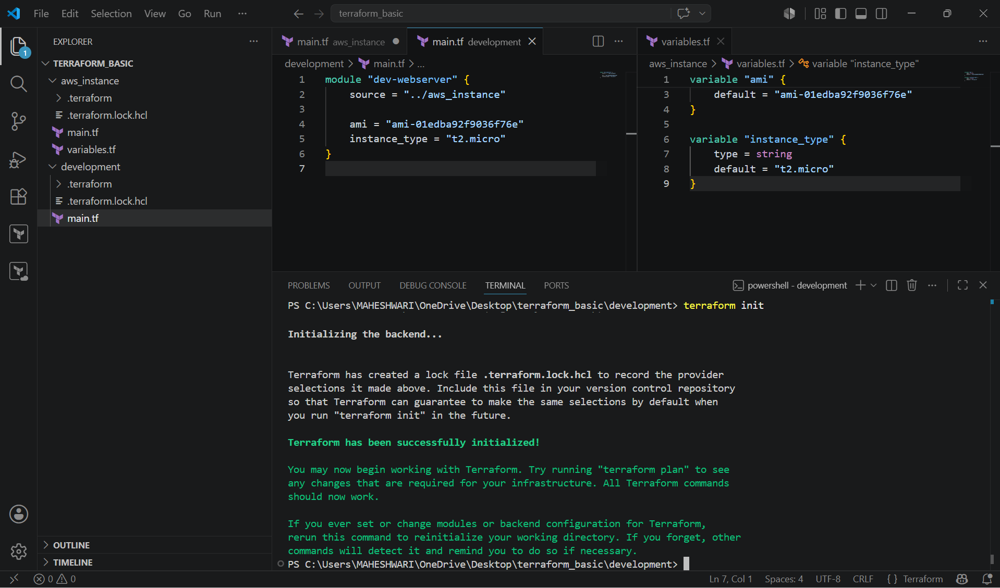 File Edit Selection View Go Run ...
terraform_basic
EXPLORER
1
TERRAFORM_BASIC
aws_instance
.terraform
.terraform.lock.hcl
main.tf
variables.tf
development
.terraform
.terraform.lock.hcl
main.tf
OUTLINE
TIMELINE
main.tf aws_instance
main.tf development
development > main.tf > ...
1 module "dev-webserver" {
2 source = "../aws_instance"
3
4 ami = "ami-01edba92f9036f76e"
5 instance_type = "t2.micro"
6 }
7
variables.tf
aws_instance > variables.tf > variable "instance_type"
1 variable "ami" {
3 default = "ami-01edba92f9036f76e"
4 }
5
6 variable "instance_type" {
7 type = string
8 default = "t2.micro"
9 }
PROBLEMS OUTPUT DEBUG CONSOLE TERMINAL PORTS
powershell - development
PS C:\Users\MAHESHWARI\OneDrive\Desktop\terraform_basic\development> terraform init
Initializing the backend...
Terraform has created a lock file .terraform.lock.hcl to record the provider
selections it made above. Include this file in your version control repository
so that Terraform can guarantee to make the same selections by default when
you run "terraform init" in the future.
Terraform has been successfully initialized!
You may now begin working with Terraform. Try running "terraform plan" to see
any changes that are required for your infrastructure. All Terraform commands
should now work.
If you ever set or change modules or backend configuration for Terraform,
rerun this command to reinitialize your working directory. If you forget, other
commands will detect it and remind you to do so if necessary.
PS C:\Users\MAHESHWARI\OneDrive\Desktop\terraform_basic\development>
0 0
Ln 7, Col 1 Spaces: 4 UTF-8 CRLF { } Terraform